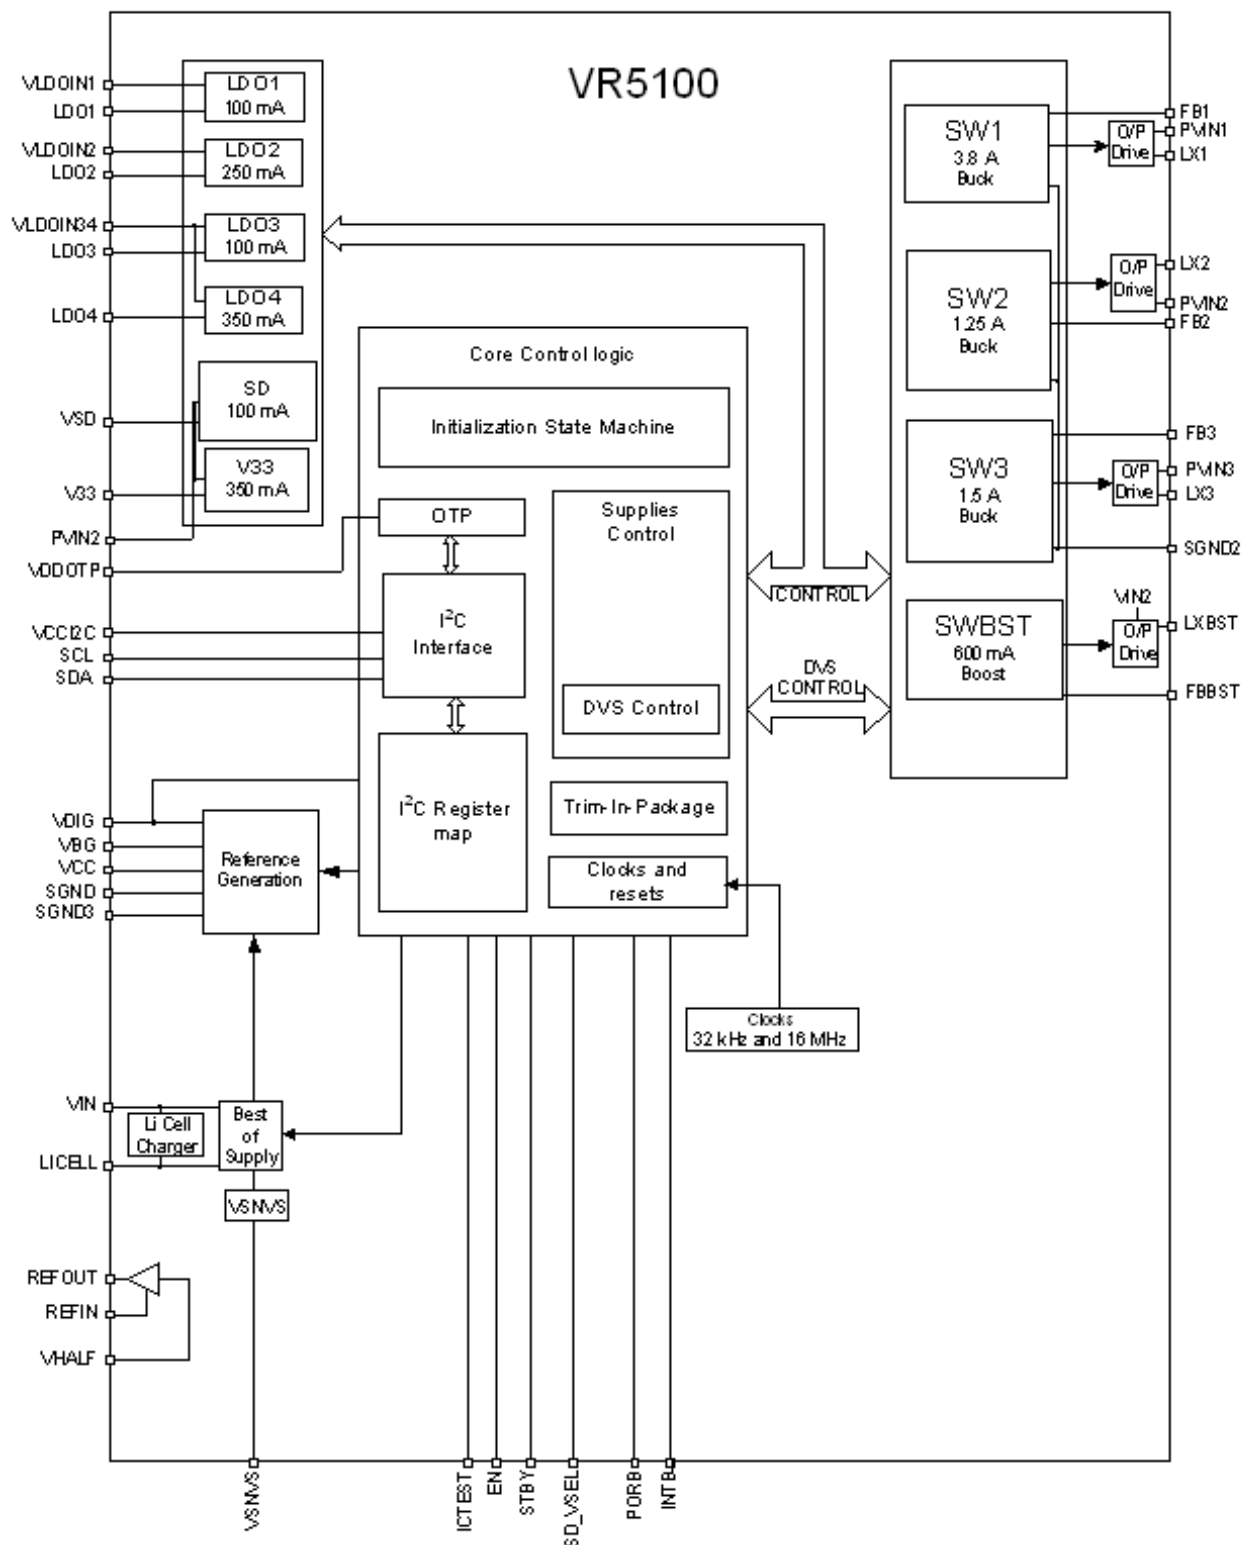 VR5100
VLDOIN1
LDO1
VLDOIN2
LDO2
VLDOIN34
LDO3
LDO4
VSD
V33
PVIN2
VDDOTP
VCCI2C
SCL
SDA
VDIG
VBG
VCC
SGND
SGND3
VIN
LICELL
REFOUT
REFIN
VHALF
LDO1
100 mA
LDO2
250 mA
LDO3
100 mA
LDO4
350 mA
SD
100 mA
V33
350 mA
Core Control logic
Initialization State Machine
OTP
I²C
Interface
I²C Register
map
Supplies
Control
DVS Control
Trim-In-Package
Clocks and
resets
Clocks
32 kHz and 16 MHz
Reference
Generation
Li Cell
Charger
Best
of
Supply
VSNVS
CONTROL
DVS
CONTROL
SW1
3.8 A
Buck
SW2
1.25 A
Buck
SW3
1.5 A
Buck
SWBST
600 mA
Boost
O/P
Drive
O/P
Drive
O/P
Drive
VIN2
O/P
Drive
FB1
PVIN1
LX1
LX2
PVIN2
FB2
FB3
PVIN3
LX3
SGND2
LXBST
FBBST
VSNVS
ICTEST
EN
STBY
SD_VSEL
PORB
INTB